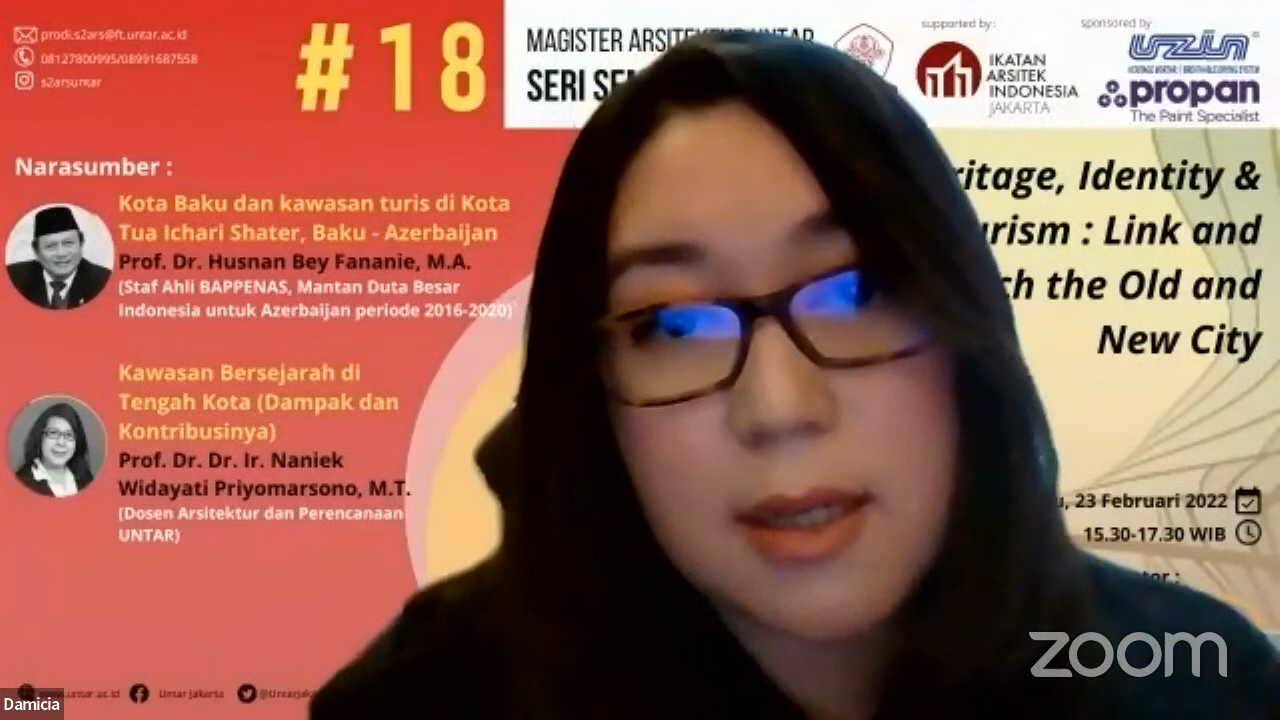 prodi.s2ars@ft.untar.ac.id
08127800995/08991687558
s2arsuntar
#18
MAGISTER ARSITEKTUR UNTAR
SERI
supported by:
IKATAN
ARSITEK
INDONESIA
JAKARTA
sponsored by
uzin
propan
The Paint Specialist
Narasumber :
Kota Baku dan kawasan turis di Kota
Tua Ichari Shater, Baku - Azerbaijan
Prof. Dr. Husnan Bey Fananie, M.A.
(Staf Ahli BAPPENAS, Mantan Duta Besar
Indonesia untuk Azerbaijan periode 2016-2020)
Kawasan Bersejarah di
Tengah Kota (Dampak dan
Kontribusinya)
Prof. Dr. Dr. Ir. Naniek
Widayati Priyomarsono, M.T.
(Dosen Arsitektur dan Perencanaan
UNTAR)
ritage, Identity &
urism : Link and
ch the Old and
New City
, 23 Februari 2022
15.30-17.30 WIB
zoom
.untar.ac.id
Untar Jakarta
@Untarjak
Damicia